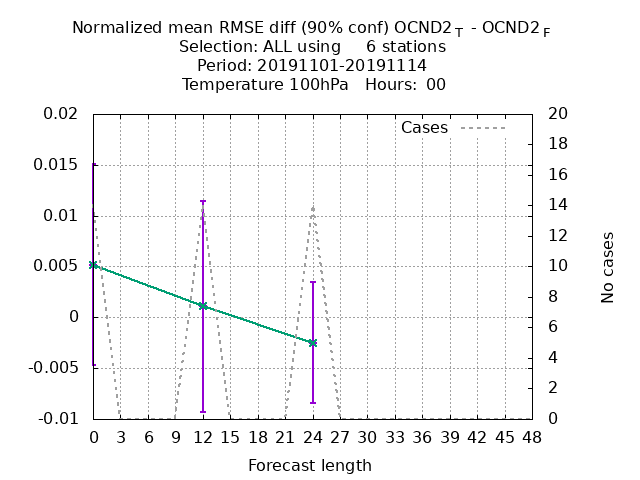 Normalized mean RMSE diff (90% conf) OCND2 T - OCND2 F
Selection: ALL using 6 stations
Period: 20191101-20191114
Temperature 100hPa Hours: 00
Cases
0.02
0.015
0.01
0.005
0
-0.005
-0.01
20
18
16
14
12
10
8
6
4
2
0
No cases
0 3 6 9 12 15 18 21 24 27 30 33 36 39 42 45 48
Forecast length